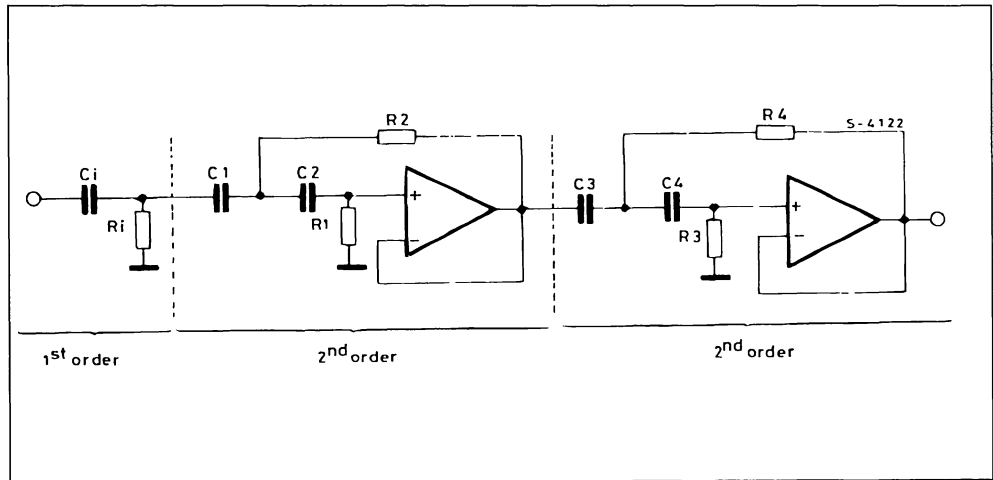 R2
R4
S-4122
Ci
C1
C2
C3
C4
Ri
R1
R3
+
−
+
−
1st order
2nd order
2nd order